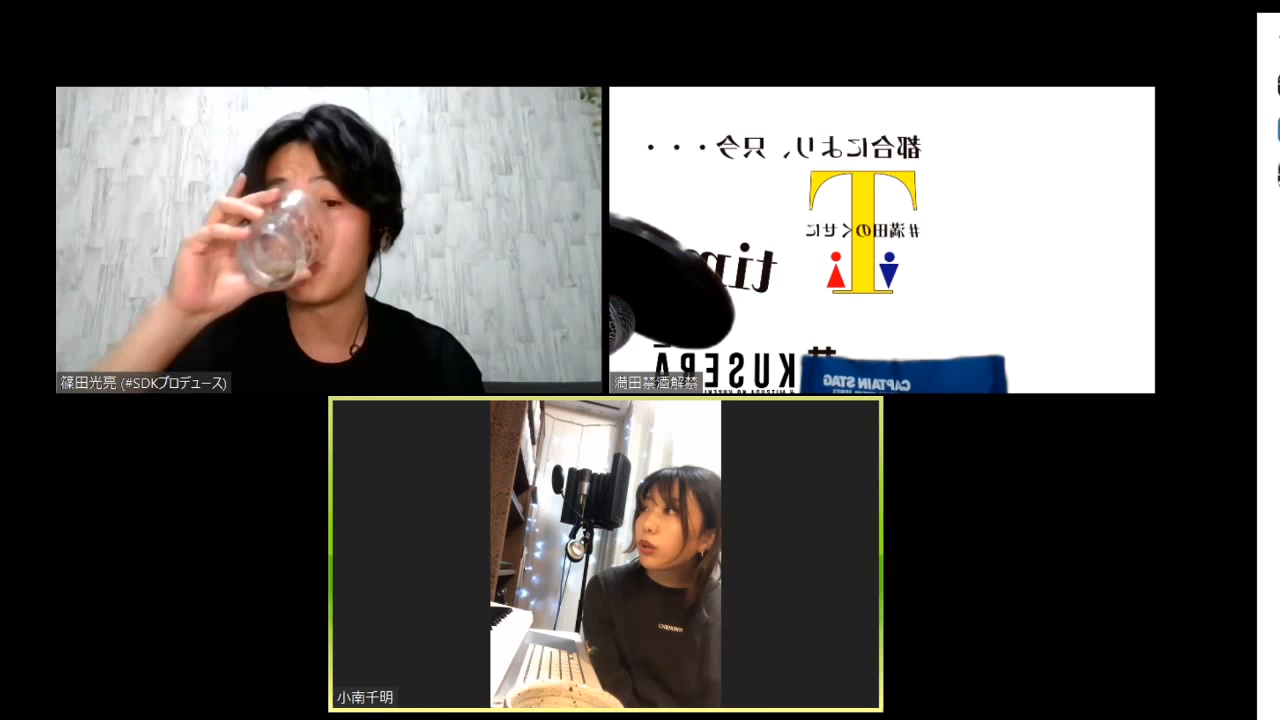 都合により、只今・・・
#満田のくせに
tim
#KUSERA
CAPTAIN STAG
篠田光亮 (#SDKプロデュース)
満田禁酒解禁
UNKNOWN
小南千明